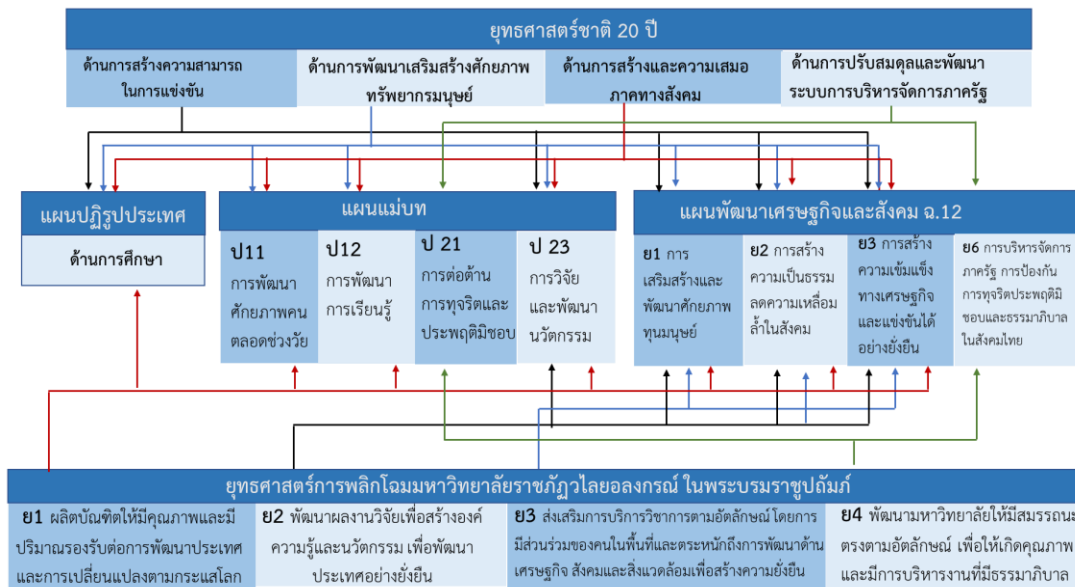 ยุทธศาสตร์ชาติ 20 ปี
ด้านการสร้างความสามารถ
ในการแข่งขัน
ด้านการพัฒนาเสริมสร้างศักยภาพ
ทรัพยากรมนุษย์
ด้านการสร้างและความเสมอ
ภาคทางสังคม
ด้านการปรับสมดุลและพัฒนา
ระบบการบริหารจัดการภาครัฐ
แผนปฏิรูปประเทศ
ด้านการศึกษา
แผนแม่บท
ป11
การพัฒนา
ศักยภาพคน
ตลอดช่วงวัย
ป12
การพัฒนา
การเรียนรู้
ป 21
การต่อต้าน
การทุจริตและ
ประพฤติมิชอบ
ป 23
การวิจัย
และพัฒนา
นวัตกรรม
แผนพัฒนาเศรษฐกิจและสังคม ฉ.12
ย1 การ
เสริมสร้างและ
พัฒนาศักยภาพ
ทุนมนุษย์
ย2 การสร้าง
ความเป็นธรรม
ลดความเหลื่อม
ล้ำในสังคม
ย3 การสร้าง
ความเข้มแข็ง
ทางเศรษฐกิจ
และแข่งขันได้
อย่างยั่งยืน
ย6 การบริหารจัดการ
ภาครัฐ การป้องกัน
การทุจริตประพฤติมิ
ชอบและธรรมาภิบาล
ในสังคมไทย
ยุทธศาสตร์การพลิกโฉมมหาวิทยาลัยราชภัฏวไลยอลงกรณ์ ในพระบรมราชูปถัมภ์
ย1 ผลิตบัณฑิตให้มีคุณภาพและมี
ปริมาณรองรับต่อการพัฒนาประเทศ
และการเปลี่ยนแปลงตามกระแสโลก
ย2 พัฒนาผลงานวิจัยเพื่อสร้างองค์
ความรู้และนวัตกรรม เพื่อพัฒนา
ประเทศอย่างยั่งยืน
ย3 ส่งเสริมการบริการวิชาการตามอัตลักษณ์ โดยการ
มีส่วนร่วมของคนในพื้นที่และตระหนักถึงการพัฒนาด้าน
เศรษฐกิจ สังคมและสิ่งแวดล้อมเพื่อสร้างความยั่งยืน
ย4 พัฒนามหาวิทยาลัยให้มีสมรรถนะ
ตรงตามอัตลักษณ์ เพื่อให้เกิดคุณภาพ
และมีการบริหารงานที่มีธรรมาภิบาล